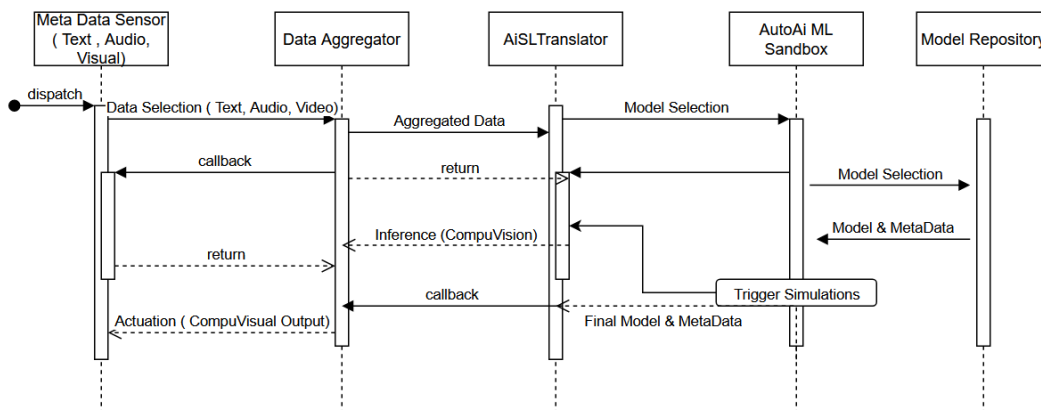 Meta Data Sensor
( Text , Audio,
Visual)
Data Aggregator
AiSLTranslator
AutoAi ML
Sandbox
Model Repository
dispatch
Data Selection ( Text, Audio, Video)
Model Selection
Aggregated Data
callback
return
Model Selection
Inference (CompuVision)
Model & MetaData
return
Trigger Simulations
callback
Actuation ( CompuVisual Output)
Final Model & MetaData